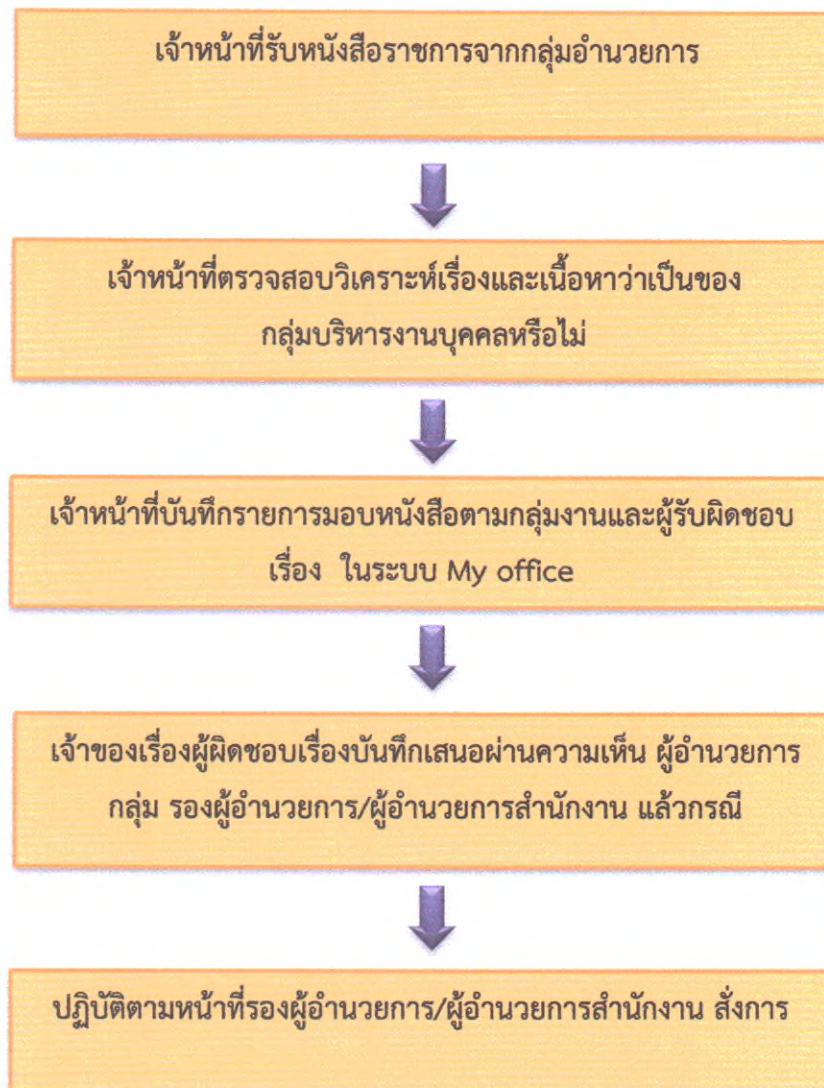 เจ้าหน้าที่รับหนังสือราชการจากกลุ่มอำนวยการ
เจ้าหน้าที่ตรวจสอบวิเคราะห์เรื่องและเนื้อหาว่าเป็นของ
กลุ่มบริหารงานบุคคลหรือไม่
เจ้าหน้าที่บันทึกรายการมอบหนังสือตามกลุ่มงานและผู้รับผิดชอบ
เรื่อง ในระบบ My office
เจ้าของเรื่องผู้ผิดชอบเรื่องบันทึกเสนอผ่านความเห็น ผู้อำนวยการ
กลุ่ม รองผู้อำนวยการ/ผู้อำนวยการสำนักงาน แล้วกรณี
ปฏิบัติตามหน้าที่รองผู้อำนวยการ/ผู้อำนวยการสำนักงาน สั่งการ